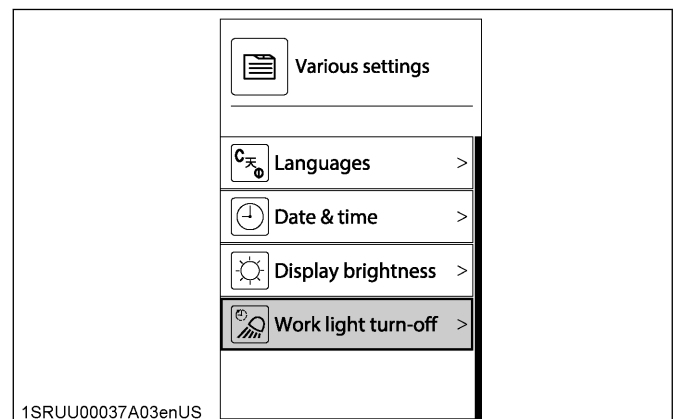 Various settings
Languages >
Date & time >
Display brightness >
Work light turn-off >
1SRUU00037A03enUS